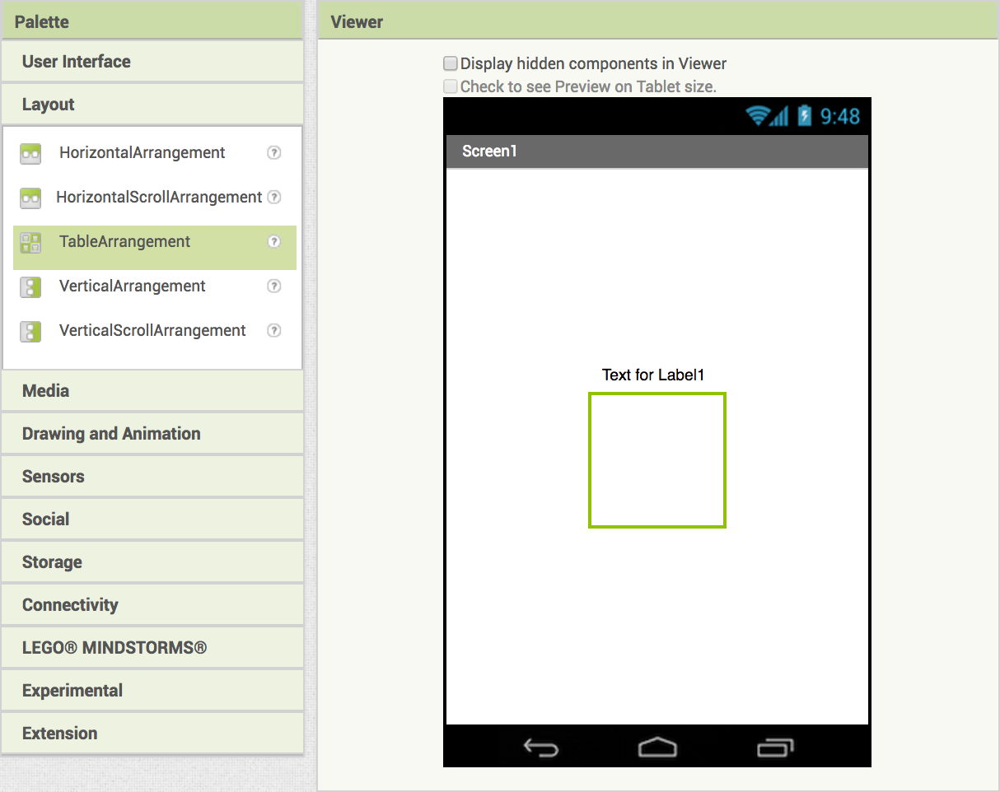 Palette
User Interface
Layout
HorizontalArrangement ?
HorizontalScrollArrangement ?
TableArrangement ?
VerticalArrangement ?
VerticalScrollArrangement ?
Media
Drawing and Animation
Sensors
Social
Storage
Connectivity
LEGO® MINDSTORMS®
Experimental
Extension
Viewer
Display hidden components in Viewer
Check to see Preview on Tablet size.
9:48
Screen1
Text for Label1